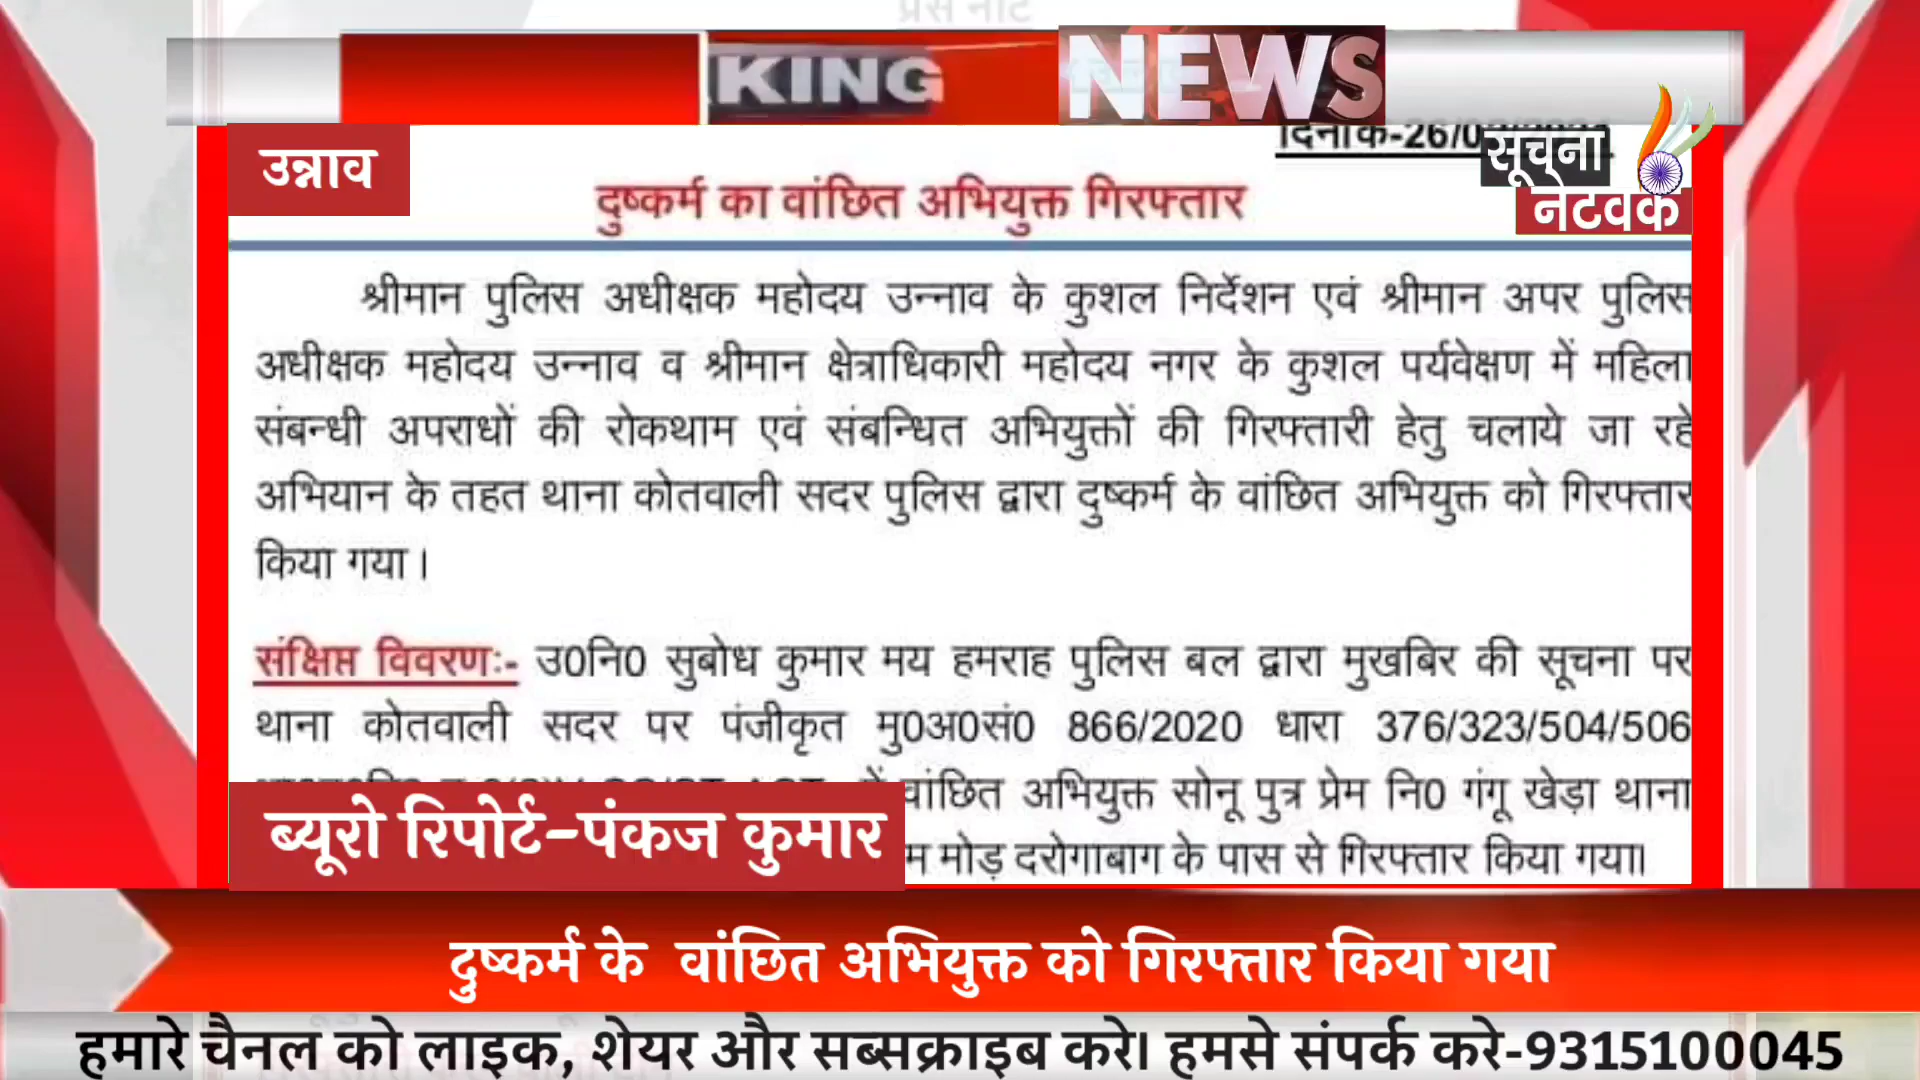 प्रेस नोट
KING NEWS
दिनांक-26/0
सूचना
नेटवर्क
उन्नाव
दुष्कर्म का वांछित अभियुक्त गिरफ्तार
श्रीमान पुलिस अधीक्षक महोदय उन्नाव के कुशल निर्देशन एवं श्रीमान अपर पुलिस
अधीक्षक महोदय उन्नाव व श्रीमान क्षेत्राधिकारी महोदय नगर के कुशल पर्यवेक्षण में महिला
संबन्धी अपराधों की रोकथाम एवं संबन्धित अभियुक्तों की गिरफ्तारी हेतु चलाये जा रहे
अभियान के तहत थाना कोतवाली सदर पुलिस द्वारा दुष्कर्म के वांछित अभियुक्त को गिरफ्तार
किया गया।
संक्षिप्त विवरणः- उ0नि0 सुबोध कुमार मय हमराह पुलिस बल द्वारा मुखबिर की सूचना पर
थाना कोतवाली सदर पर पंजीकृत मु0अ0सं0 866/2020 धारा 376/323/504/506
में वांछित अभियुक्त सोनू पुत्र प्रेम नि0 गंगू खेड़ा थाना
मोड़ दरोगाबाग के पास से गिरफ्तार किया गया।
ब्यूरो रिपोर्ट-पंकज कुमार
दुष्कर्म के वांछित अभियुक्त को गिरफ्तार किया गया
हमारे चैनल को लाइक, शेयर और सब्सक्राइब करे। हमसे संपर्क करे-9315100045